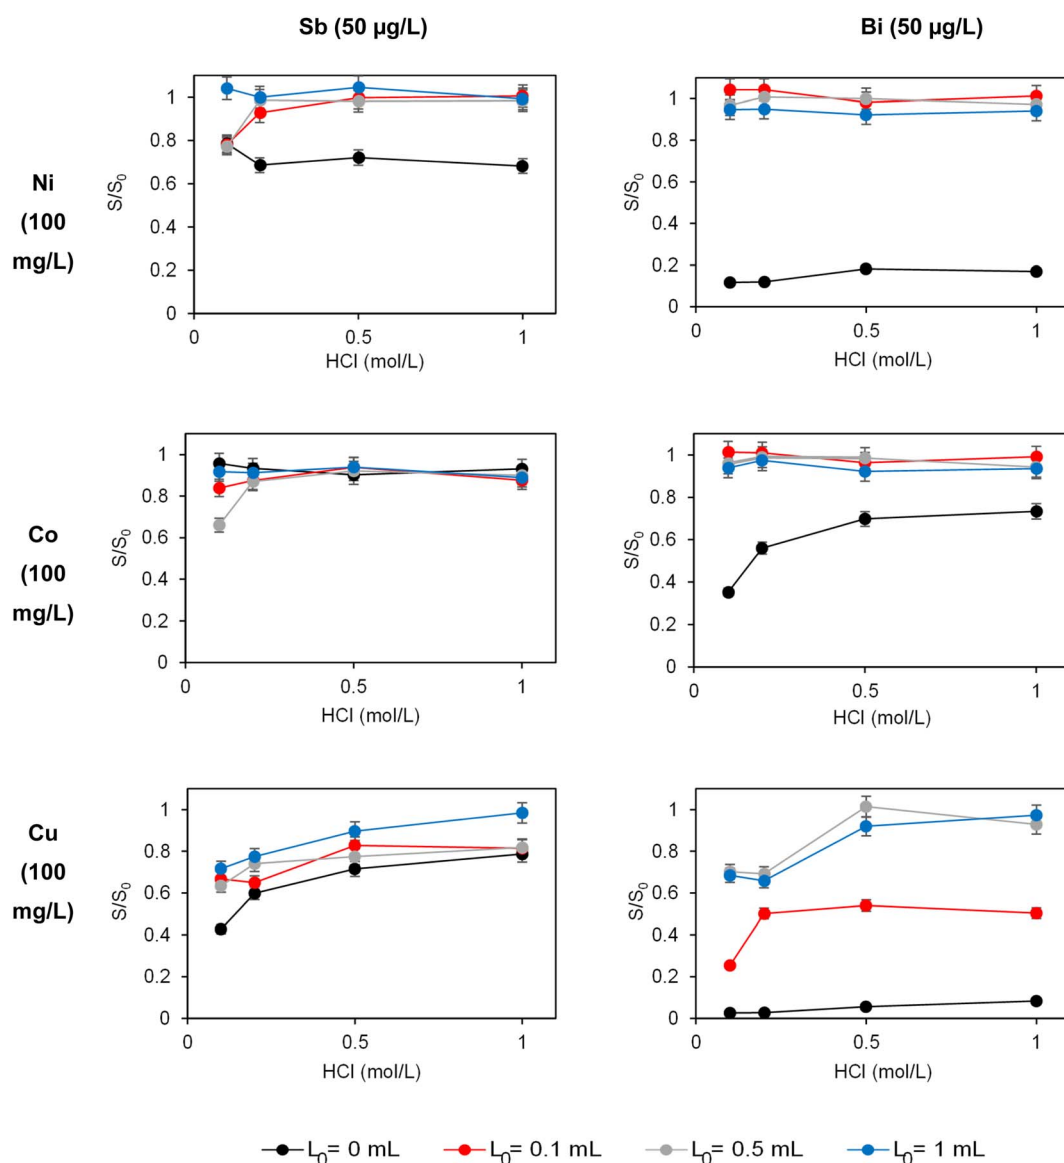 Sb (50 µg/L)
Bi (50 µg/L)
Ni
(100
mg/L)
S/S0
1
0.8
0.6
0.4
0.2
0
0
0.5
1
HCl (mol/L)
S/S0
1
0.8
0.6
0.4
0.2
0
0
0.5
1
HCl (mol/L)
Co
(100
mg/L)
S/S0
1
0.8
0.6
0.4
0.2
0
0
0.5
1
HCl (mol/L)
S/S0
1
0.8
0.6
0.4
0.2
0
0
0.5
1
HCl (mol/L)
Cu
(100
mg/L)
S/S0
1
0.8
0.6
0.4
0.2
0
0
0.5
1
HCl (mol/L)
S/S0
1
0.8
0.6
0.4
0.2
0
0
0.5
1
HCl (mol/L)
L0= 0 mL
L0= 0.1 mL
L0= 0.5 mL
L0= 1 mL